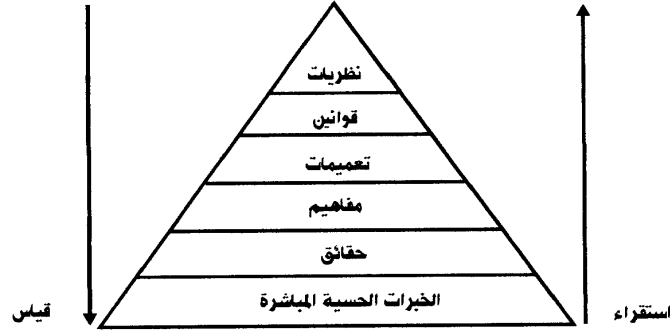 نظريات
قوانين
تعميمات
مفاهيم
حقائق
الخبرات الحسية المباشرة
استقراء
قياس